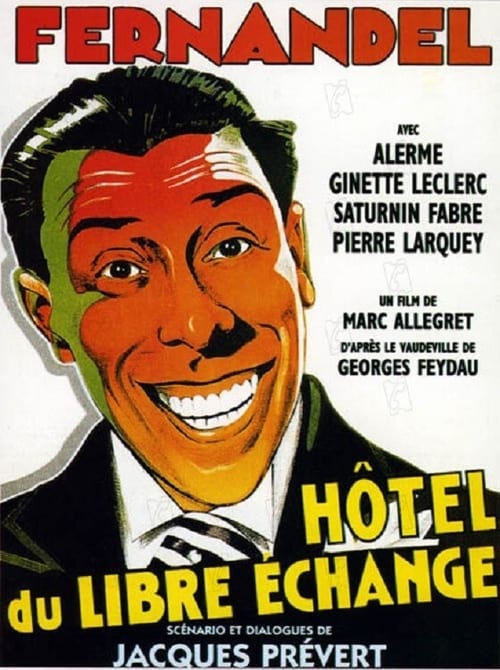 FERNANDEL
AVEC
ALERME
GINETTE LECLERC
SATURNIN FABRE
PIERRE LARQUEY
UN FILM DE
MARC ALLEGRET
D'APRÈS LE VAUDEVILLE DE
GEORGES FEYDAU
HÔTEL
du LIBRE ÉCHANGE
SCÉNARIO ET DIALOGUES DE
JACQUES PRÉVERT